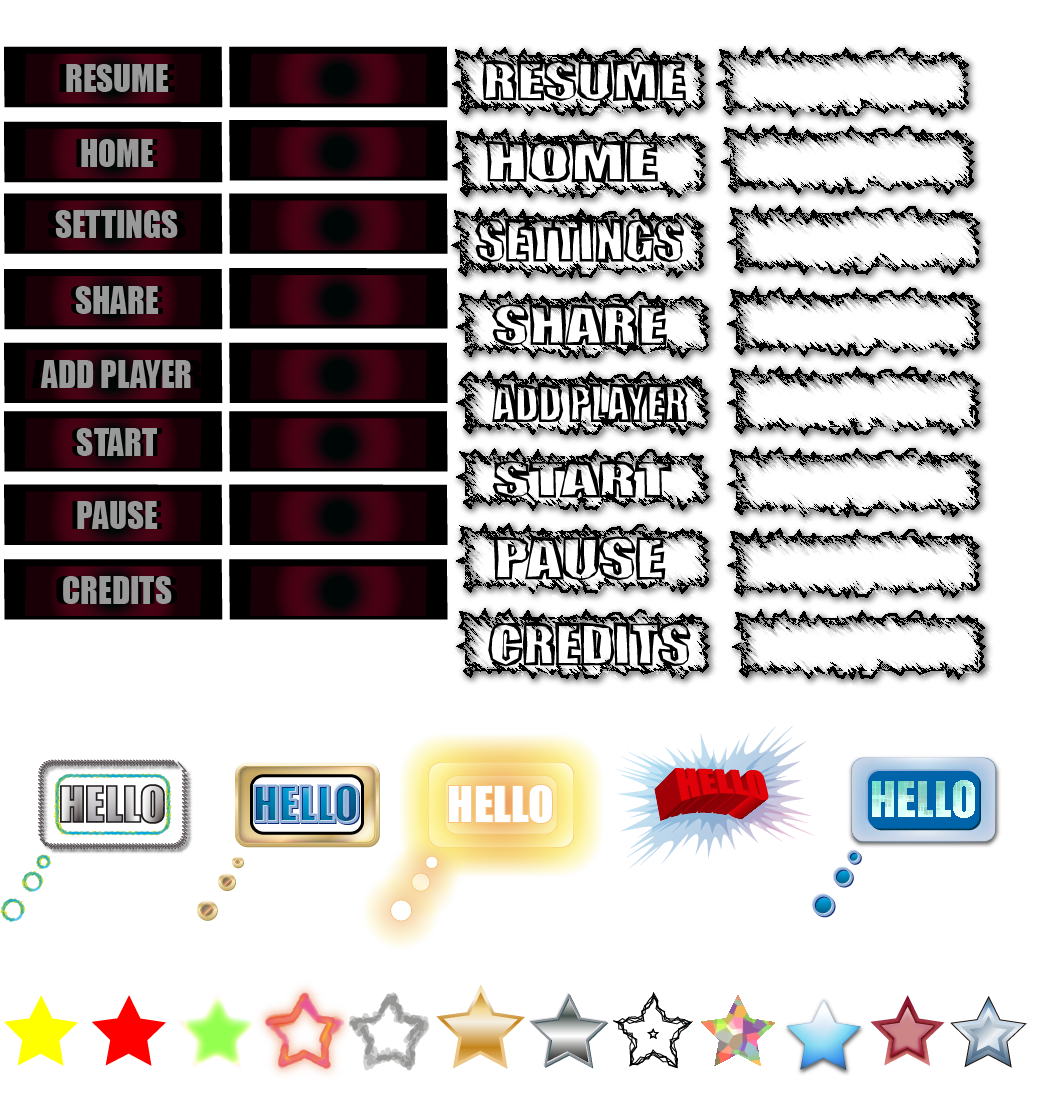 RESUME
HOME
SETTINGS
SHARE
ADD PLAYER
START
PAUSE
CREDITS
RESUME
HOME
SETTINGS
SHARE
ADD PLAYER
START
PAUSE
CREDITS
HELLO
HELLO
HELLO
HELLO
HELLO